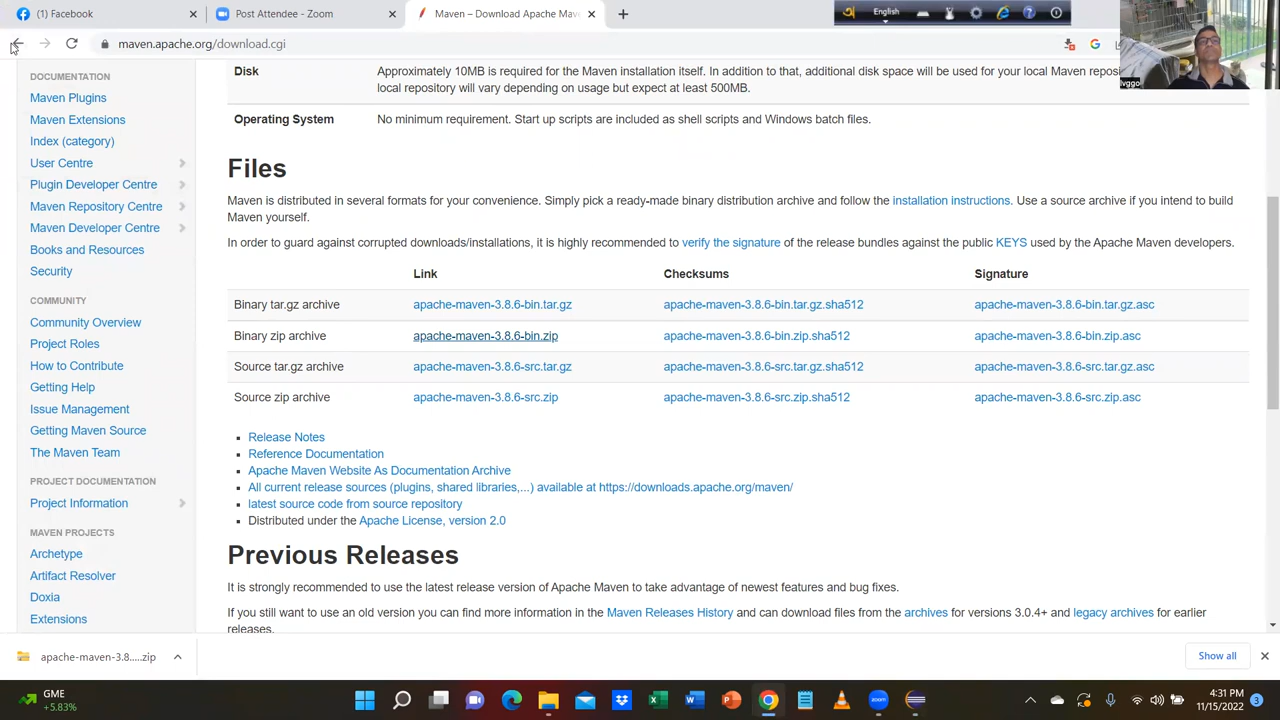 (1) Facebook
Post Attendee - Zoom
Maven – Download Apache Mav
English
maven.apache.org/download.cgi
DOCUMENTATION
Maven Plugins
Maven Extensions
Index (category)
User Centre
Plugin Developer Centre
Maven Repository Centre
Maven Developer Centre
Books and Resources
Security
COMMUNITY
Community Overview
Project Roles
How to Contribute
Getting Help
Issue Management
Getting Maven Source
The Maven Team
PROJECT DOCUMENTATION
Project Information
MAVEN PROJECTS
Archetype
Artifact Resolver
Doxia
Extensions
Disk
Approximately 10MB is required for the Maven installation itself. In addition to that, additional disk space will be used for your local Maven
local repository will vary depending on usage but expect at least 500MB.
Operating System
No minimum requirement. Start up scripts are included as shell scripts and Windows batch files.
Files
Maven is distributed in several formats for your convenience. Simply pick a ready-made binary distribution archive and follow the installation instructions. Use a source archive if you intend to build
Maven yourself.
In order to guard against corrupted downloads/installations, it is highly recommended to verify the signature of the release bundles against the public KEYS used by the Apache Maven developers.
Link Checksums Signature
Binary tar.gz archive apache-maven-3.8.6-bin.tar.gz apache-maven-3.8.6-bin.tar.gz.sha512 apache-maven-3.8.6-bin.tar.gz.asc
Binary zip archive apache-maven-3.8.6-bin.zip apache-maven-3.8.6-bin.zip.sha512 apache-maven-3.8.6-bin.zip.asc
Source tar.gz archive apache-maven-3.8.6-src.tar.gz apache-maven-3.8.6-src.tar.gz.sha512 apache-maven-3.8.6-src.tar.gz.asc
Source zip archive apache-maven-3.8.6-src.zip apache-maven-3.8.6-src.zip.sha512 apache-maven-3.8.6-src.zip.asc
Release Notes
Reference Documentation
Apache Maven Website As Documentation Archive
All current release sources (plugins, shared libraries,...) available at https://downloads.apache.org/maven/
latest source code from source repository
Distributed under the Apache License, version 2.0
Previous Releases
It is strongly recommended to use the latest release version of Apache Maven to take advantage of newest features and bug fixes.
If you still want to use an old version you can find more information in the Maven Releases History and can download files from the archives for versions 3.0.4+ and legacy archives for earlier
releases.
apache-maven-3.8.....zip
Show all
GME
+5.83%
4:31 PM
11/15/2022
3